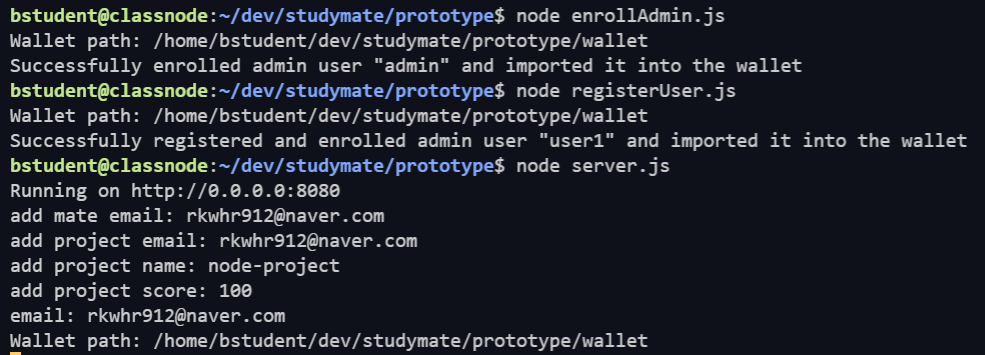 bstudent@classnode:~/dev/studymate/prototype$ node enrollAdmin.js
Wallet path: /home/bstudent/dev/studymate/prototype/wallet
Successfully enrolled admin user "admin" and imported it into the wallet
bstudent@classnode:~/dev/studymate/prototype$ node registerUser.js
Wallet path: /home/bstudent/dev/studymate/prototype/wallet
Successfully registered and enrolled admin user "user1" and imported it into the wallet
bstudent@classnode:~/dev/studymate/prototype$ node server.js
Running on http://0.0.0.0:8080
add mate email: rkwhr912@naver.com
add project email: rkwhr912@naver.com
add project name: node-project
add project score: 100
email: rkwhr912@naver.com
Wallet path: /home/bstudent/dev/studymate/prototype/wallet